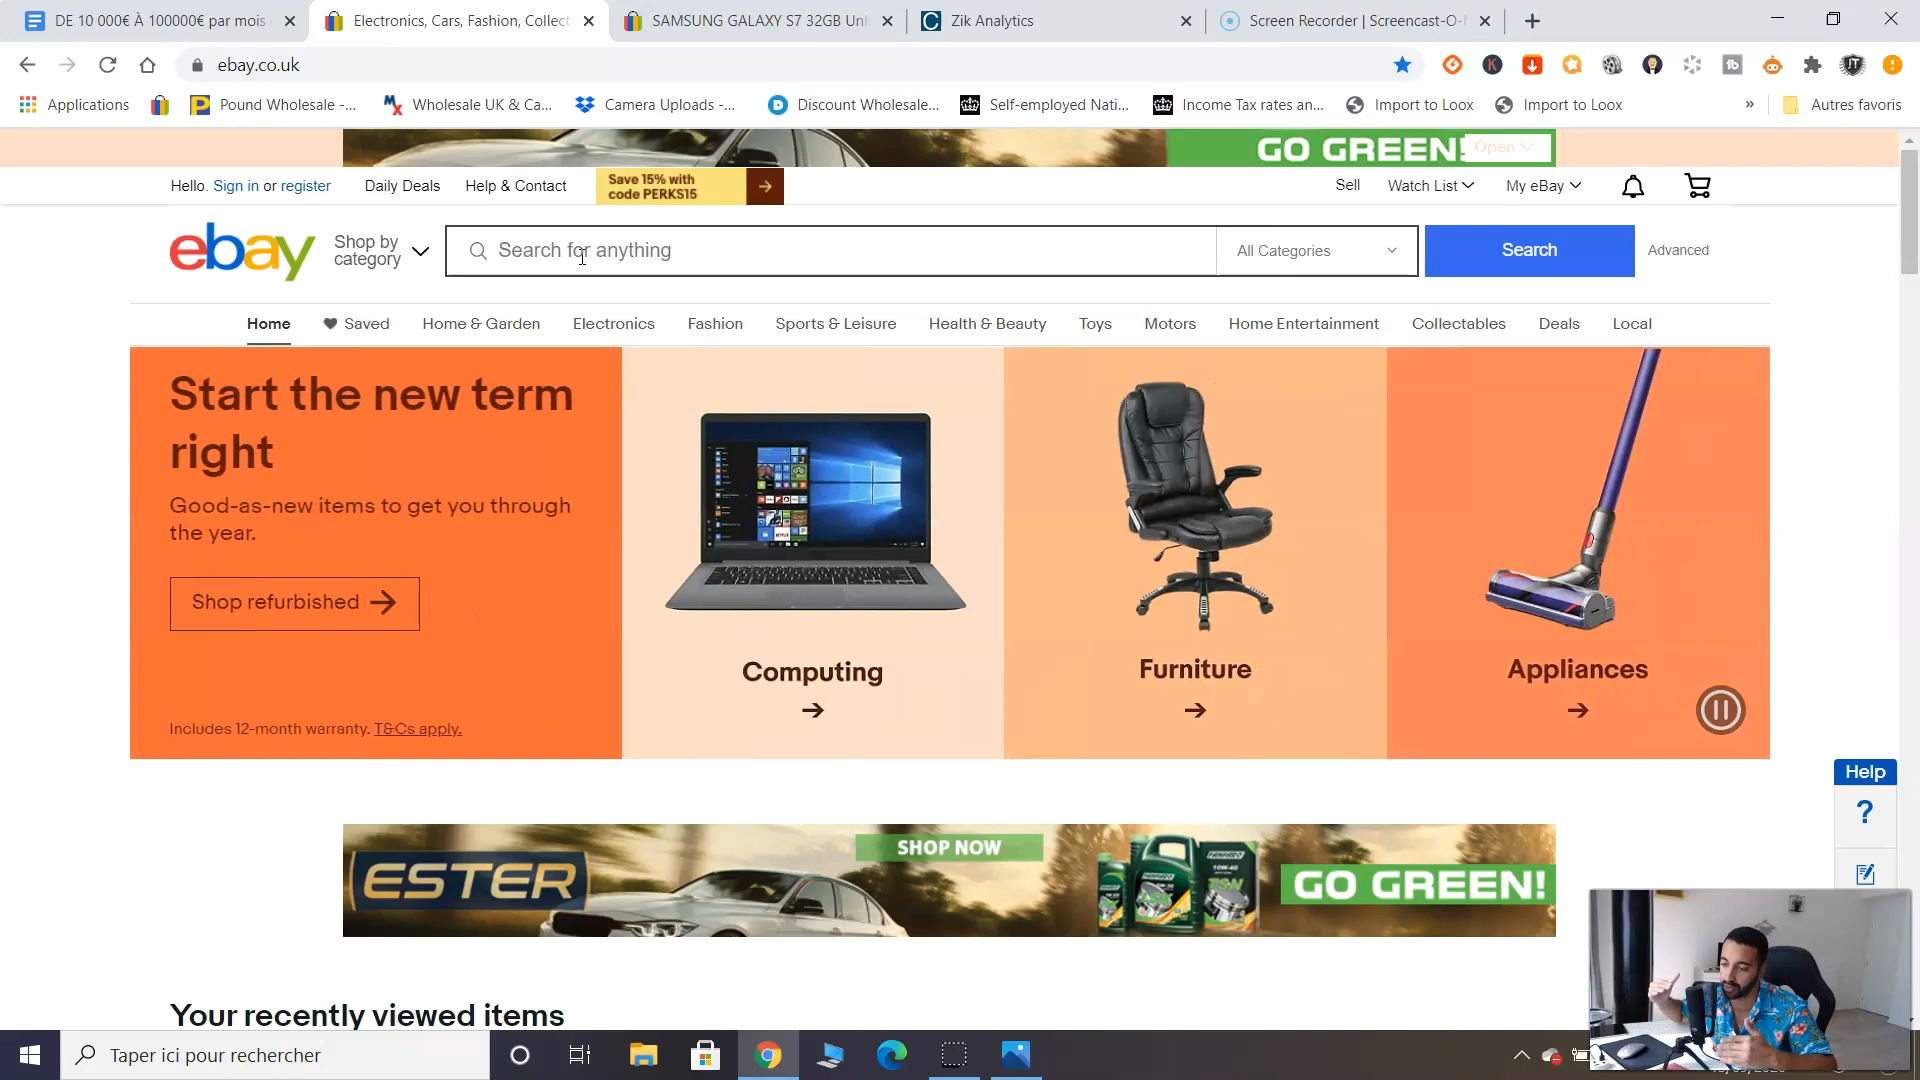 DE 10 000€ À 100000€ par mois
Electronics, Cars, Fashion, Collect
SAMSUNG GALAXY S7 32GB Un
Zik Analytics
Screen Recorder | Screencast-O-
ebay.co.uk
Applications
Pound Wholesale -...
Wholesale UK & Ca...
Camera Uploads -...
Discount Wholesale...
Self-employed Nati...
Income Tax rates an...
Import to Loox
Import to Loox
Autres favoris
GO GREEN!
Open
Hello. Sign in or register
Daily Deals
Help & Contact
Save 15% with
code PERKS15
Sell
Watch List
My eBay
ebay
Shop by
category
Search for anything
All Categories
Search
Advanced
Home
Saved
Home & Garden
Electronics
Fashion
Sports & Leisure
Health & Beauty
Toys
Motors
Home Entertainment
Collectables
Deals
Local
Start the new term
right
Good-as-new items to get you through
the year.
Shop refurbished
Includes 12-month warranty. T&Cs apply.
Computing
Furniture
Appliances
Help
?
ESTER
SHOP NOW
GO GREEN!
Your recently viewed items
Taper ici pour rechercher